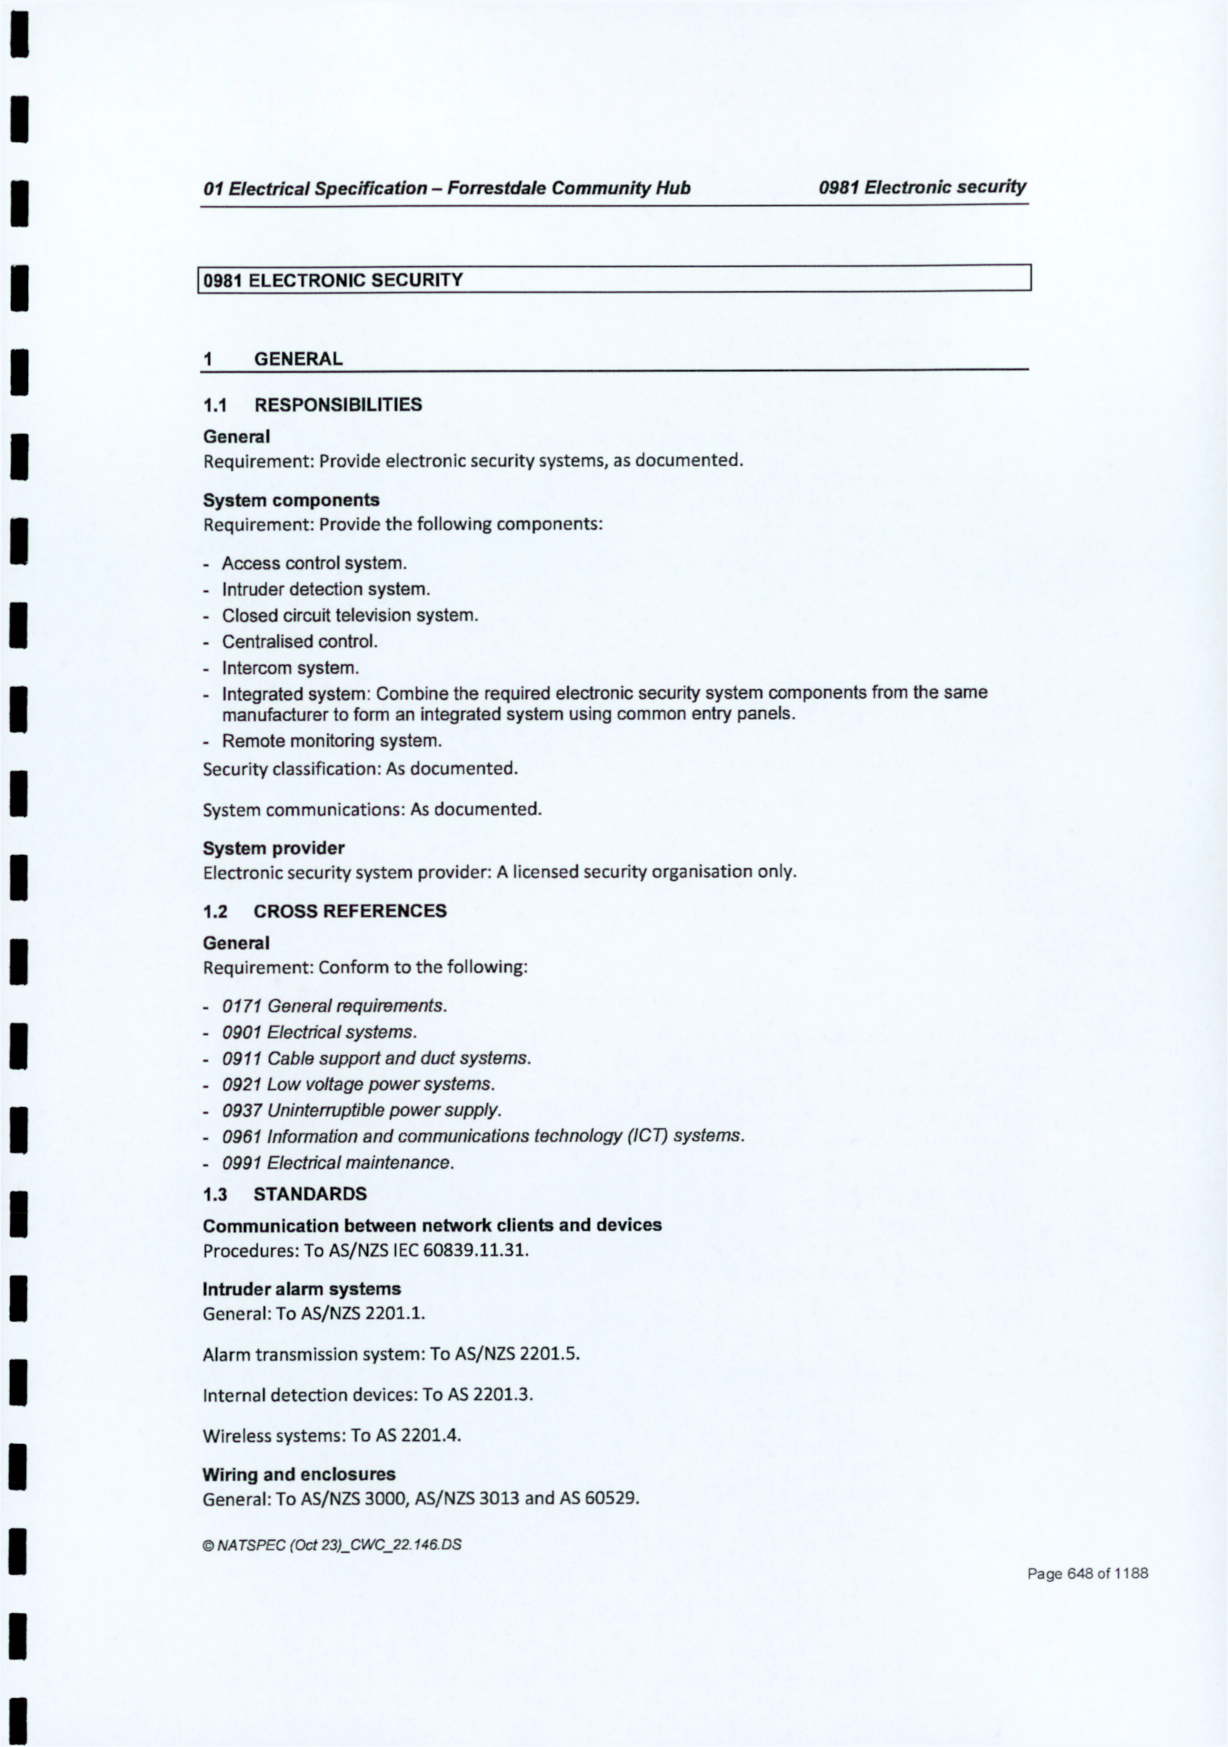 01 Electrical Specification – Forrestdale Community Hub 0981 Electronic security
0981 ELECTRONIC SECURITY
1 GENERAL
1.1 RESPONSIBILITIES
General
Requirement: Provide electronic security systems, as documented.
System components
Requirement: Provide the following components:
- Access control system.
- Intruder detection system.
- Closed circuit television system.
- Centralised control.
- Intercom system.
- Integrated system: Combine the required electronic security system components from the same
manufacturer to form an integrated system using common entry panels.
- Remote monitoring system.
Security classification: As documented.
System communications: As documented.
System provider
Electronic security system provider: A licensed security organisation only.
1.2 CROSS REFERENCES
General
Requirement: Conform to the following:
- 0171 General requirements.
- 0901 Electrical systems.
- 0911 Cable support and duct systems.
- 0921 Low voltage power systems.
- 0937 Uninterruptible power supply.
- 0961 Information and communications technology (ICT) systems.
- 0991 Electrical maintenance.
1.3 STANDARDS
Communication between network clients and devices
Procedures: To AS/NZS IEC 60839.11.31.
Intruder alarm systems
General: To AS/NZS 2201.1.
Alarm transmission system: To AS/NZS 2201.5.
Internal detection devices: To AS 2201.3.
Wireless systems: To AS 2201.4.
Wiring and enclosures
General: To AS/NZS 3000, AS/NZS 3013 and AS 60529.
© NATSPEC (Oct 23)_CWC_22.146.DS
Page 648 of 1188